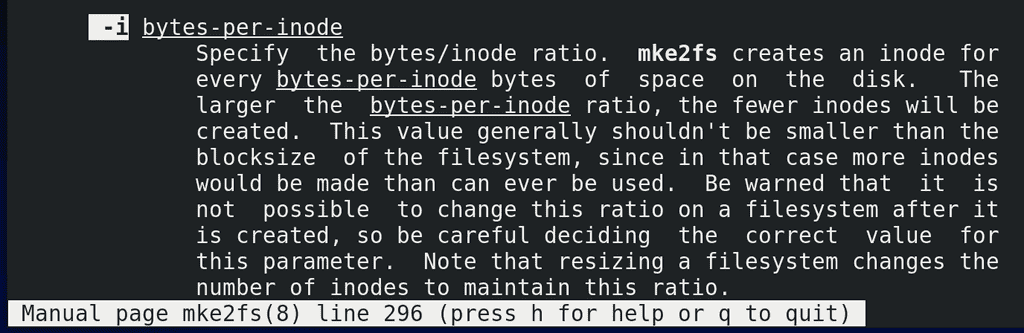 -i bytes-per-inode
Specify the bytes/inode ratio. mke2fs creates an inode for
every bytes-per-inode bytes of space on the disk. The
larger the bytes-per-inode ratio, the fewer inodes will be
created. This value generally shouldn't be smaller than the
blocksize of the filesystem, since in that case more inodes
would be made than can ever be used. Be warned that it is
not possible to change this ratio on a filesystem after it
is created, so be careful deciding the correct value for
this parameter. Note that resizing a filesystem changes the
number of inodes to maintain this ratio.
Manual page mke2fs(8) line 296 (press h for help or q to quit)